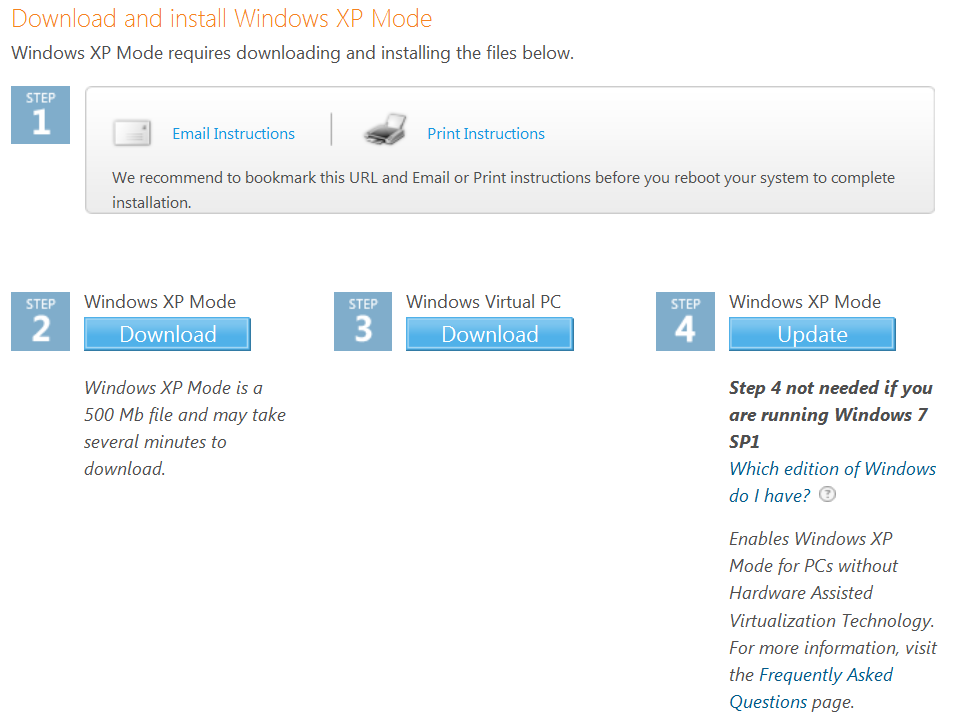 Download and install Windows XP Mode
Windows XP Mode requires downloading and installing the files below.
STEP
1
Email Instructions
Print Instructions
We recommend to bookmark this URL and Email or Print instructions before you reboot your system to complete
installation.
STEP
2
Windows XP Mode
Download
Windows XP Mode is a
500 Mb file and may take
several minutes to
download.
STEP
3
Windows Virtual PC
Download
STEP
4
Windows XP Mode
Update
Step 4 not needed if you
are running Windows 7
SP1
Which edition of Windows
do I have? ?
Enables Windows XP
Mode for PCs without
Hardware Assisted
Virtualization Technology.
For more information, visit
the Frequently Asked
Questions page.